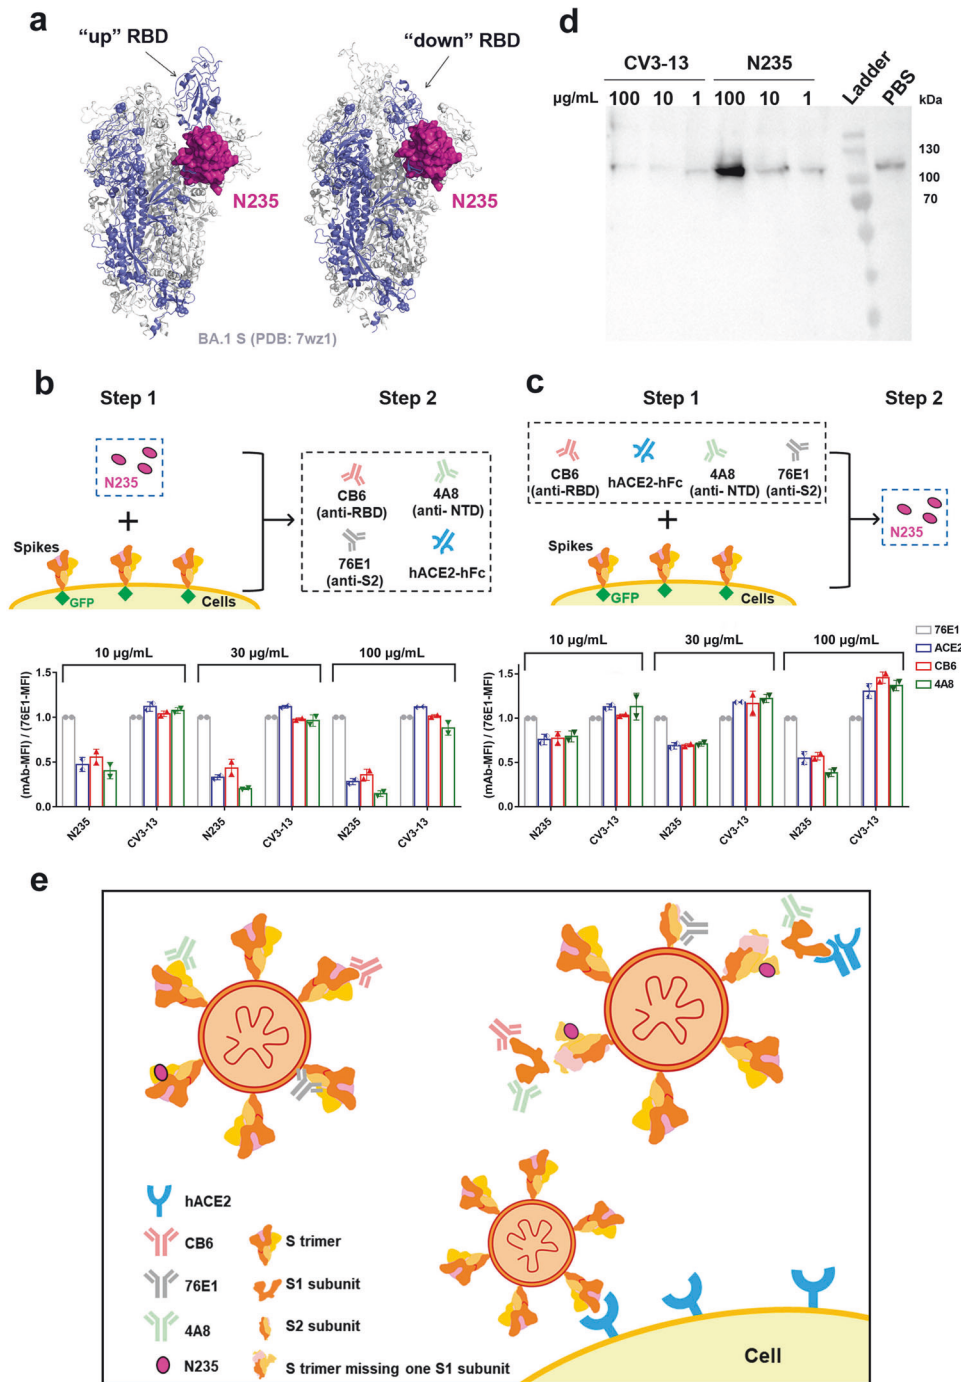 a
“up” RBD
“down” RBD
N235
N235
BA.1 S (PDB: 7wz1)
d
CV3-13
N235
Ladder
PBS
µg/mL
100
10
1
100
10
1
kDa
130
100
70
b
Step 1
Step 2
N235
+
Spikes
GFP
Cells
CB6
(anti-RBD)
4A8
(anti- NTD)
76E1
(anti-S2)
hACE2-hFc
c
Step 1
Step 2
CB6
(anti-RBD)
hACE2-hFc
4A8
(anti- NTD)
76E1
(anti-S2)
+
N235
Spikes
GFP
Cells
10 µg/mL
30 µg/mL
100 µg/mL
(mAb-MFI) / (76E1-MFI)
1.5
1.0
0.5
0.0
N235
CV3-13
N235
CV3-13
N235
CV3-13
10 µg/mL
30 µg/mL
100 µg/mL
(mAb-MFI) / (76E1-MFI)
1.5
1.0
0.5
0.0
N235
CV3-13
N235
CV3-13
N235
CV3-13
76E1
ACE2
CB6
4A8
e
hACE2
CB6
76E1
4A8
N235
S trimer
S1 subunit
S2 subunit
S trimer missing one S1 subunit
Cell